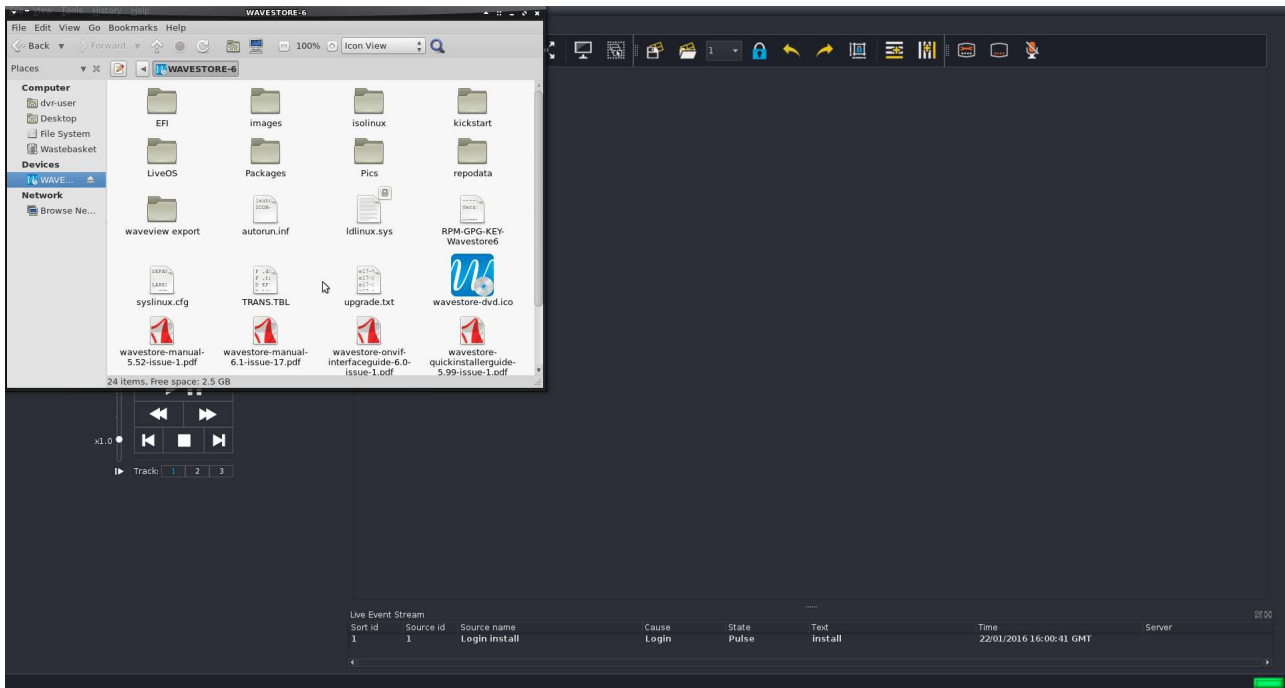 View Tools History Help
WAVESTORE-6
File Edit View Go Bookmarks Help
Back Forward 100% Icon View
Places WAVESTORE-6
Computer
dvr-user
Desktop
File System
Wastebasket
Devices
WAVE...
Network
Browse Ne...
EFI images isolinux kickstart
LiveOS Packages Pics repodata
waveview export autorun.inf ldlinux.sys RPM-GPG-KEY-
Wavestore6
syslinux.cfg TRANS.TBL upgrade.txt wavestore-dvd.ico
wavestore-manual- wavestore-manual- wavestore-onvif- wavestore-
5.52-issue-1.pdf 6.1-issue-17.pdf interfaceguide-6.0- quickinstallerguide-
issue-1.pdf 5.99-issue-1.pdf
24 items, Free space: 2.5 GB
1
x1.0
Track: 1 2 3
Live Event Stream
Sort id Source id Source name Cause State Text Time Server
1 1 Login install Login Pulse install 22/01/2016 16:00:41 GMT